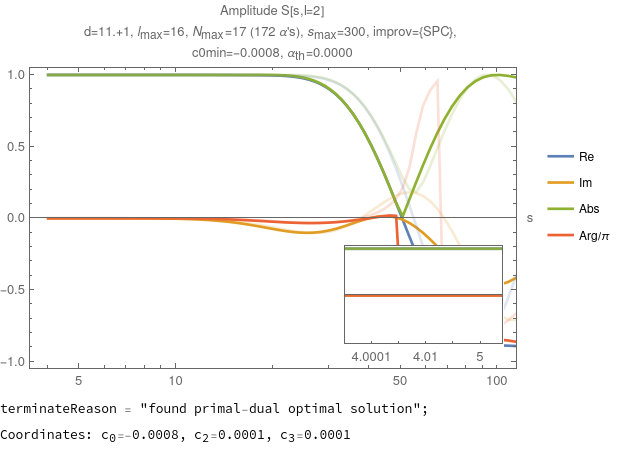 Amplitude S[s,l=2]
d=11.+1, lmax=16, Nmax=17 (172 α's), smax=300, improv={SPC},
c0min=−0.0008, αth=0.0000
1.0
0.5
0.0
−0.5
−1.0
s
Re
Im
Abs
Arg/π
4.0001 4.01 5
5 10 50 100
terminateReason = "found primal-dual optimal solution";
Coordinates: c0=-0.0008, c2=0.0001, c3=0.0001